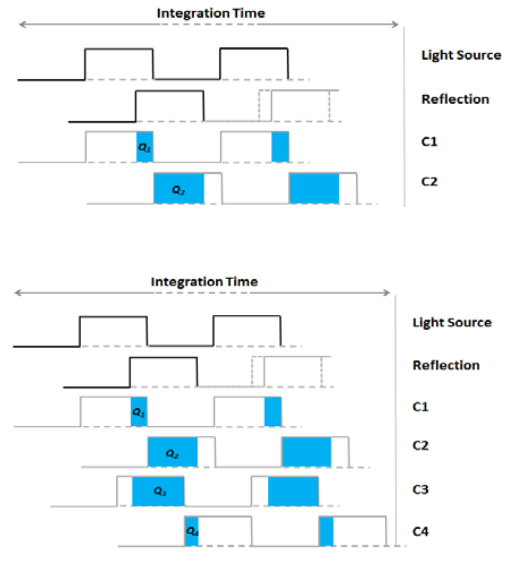 Integration Time
Light Source
Reflection
C1
Q1
C2
Q2
Integration Time
Light Source
Reflection
C1
Q1
C2
Q2
C3
Q3
C4
Q4